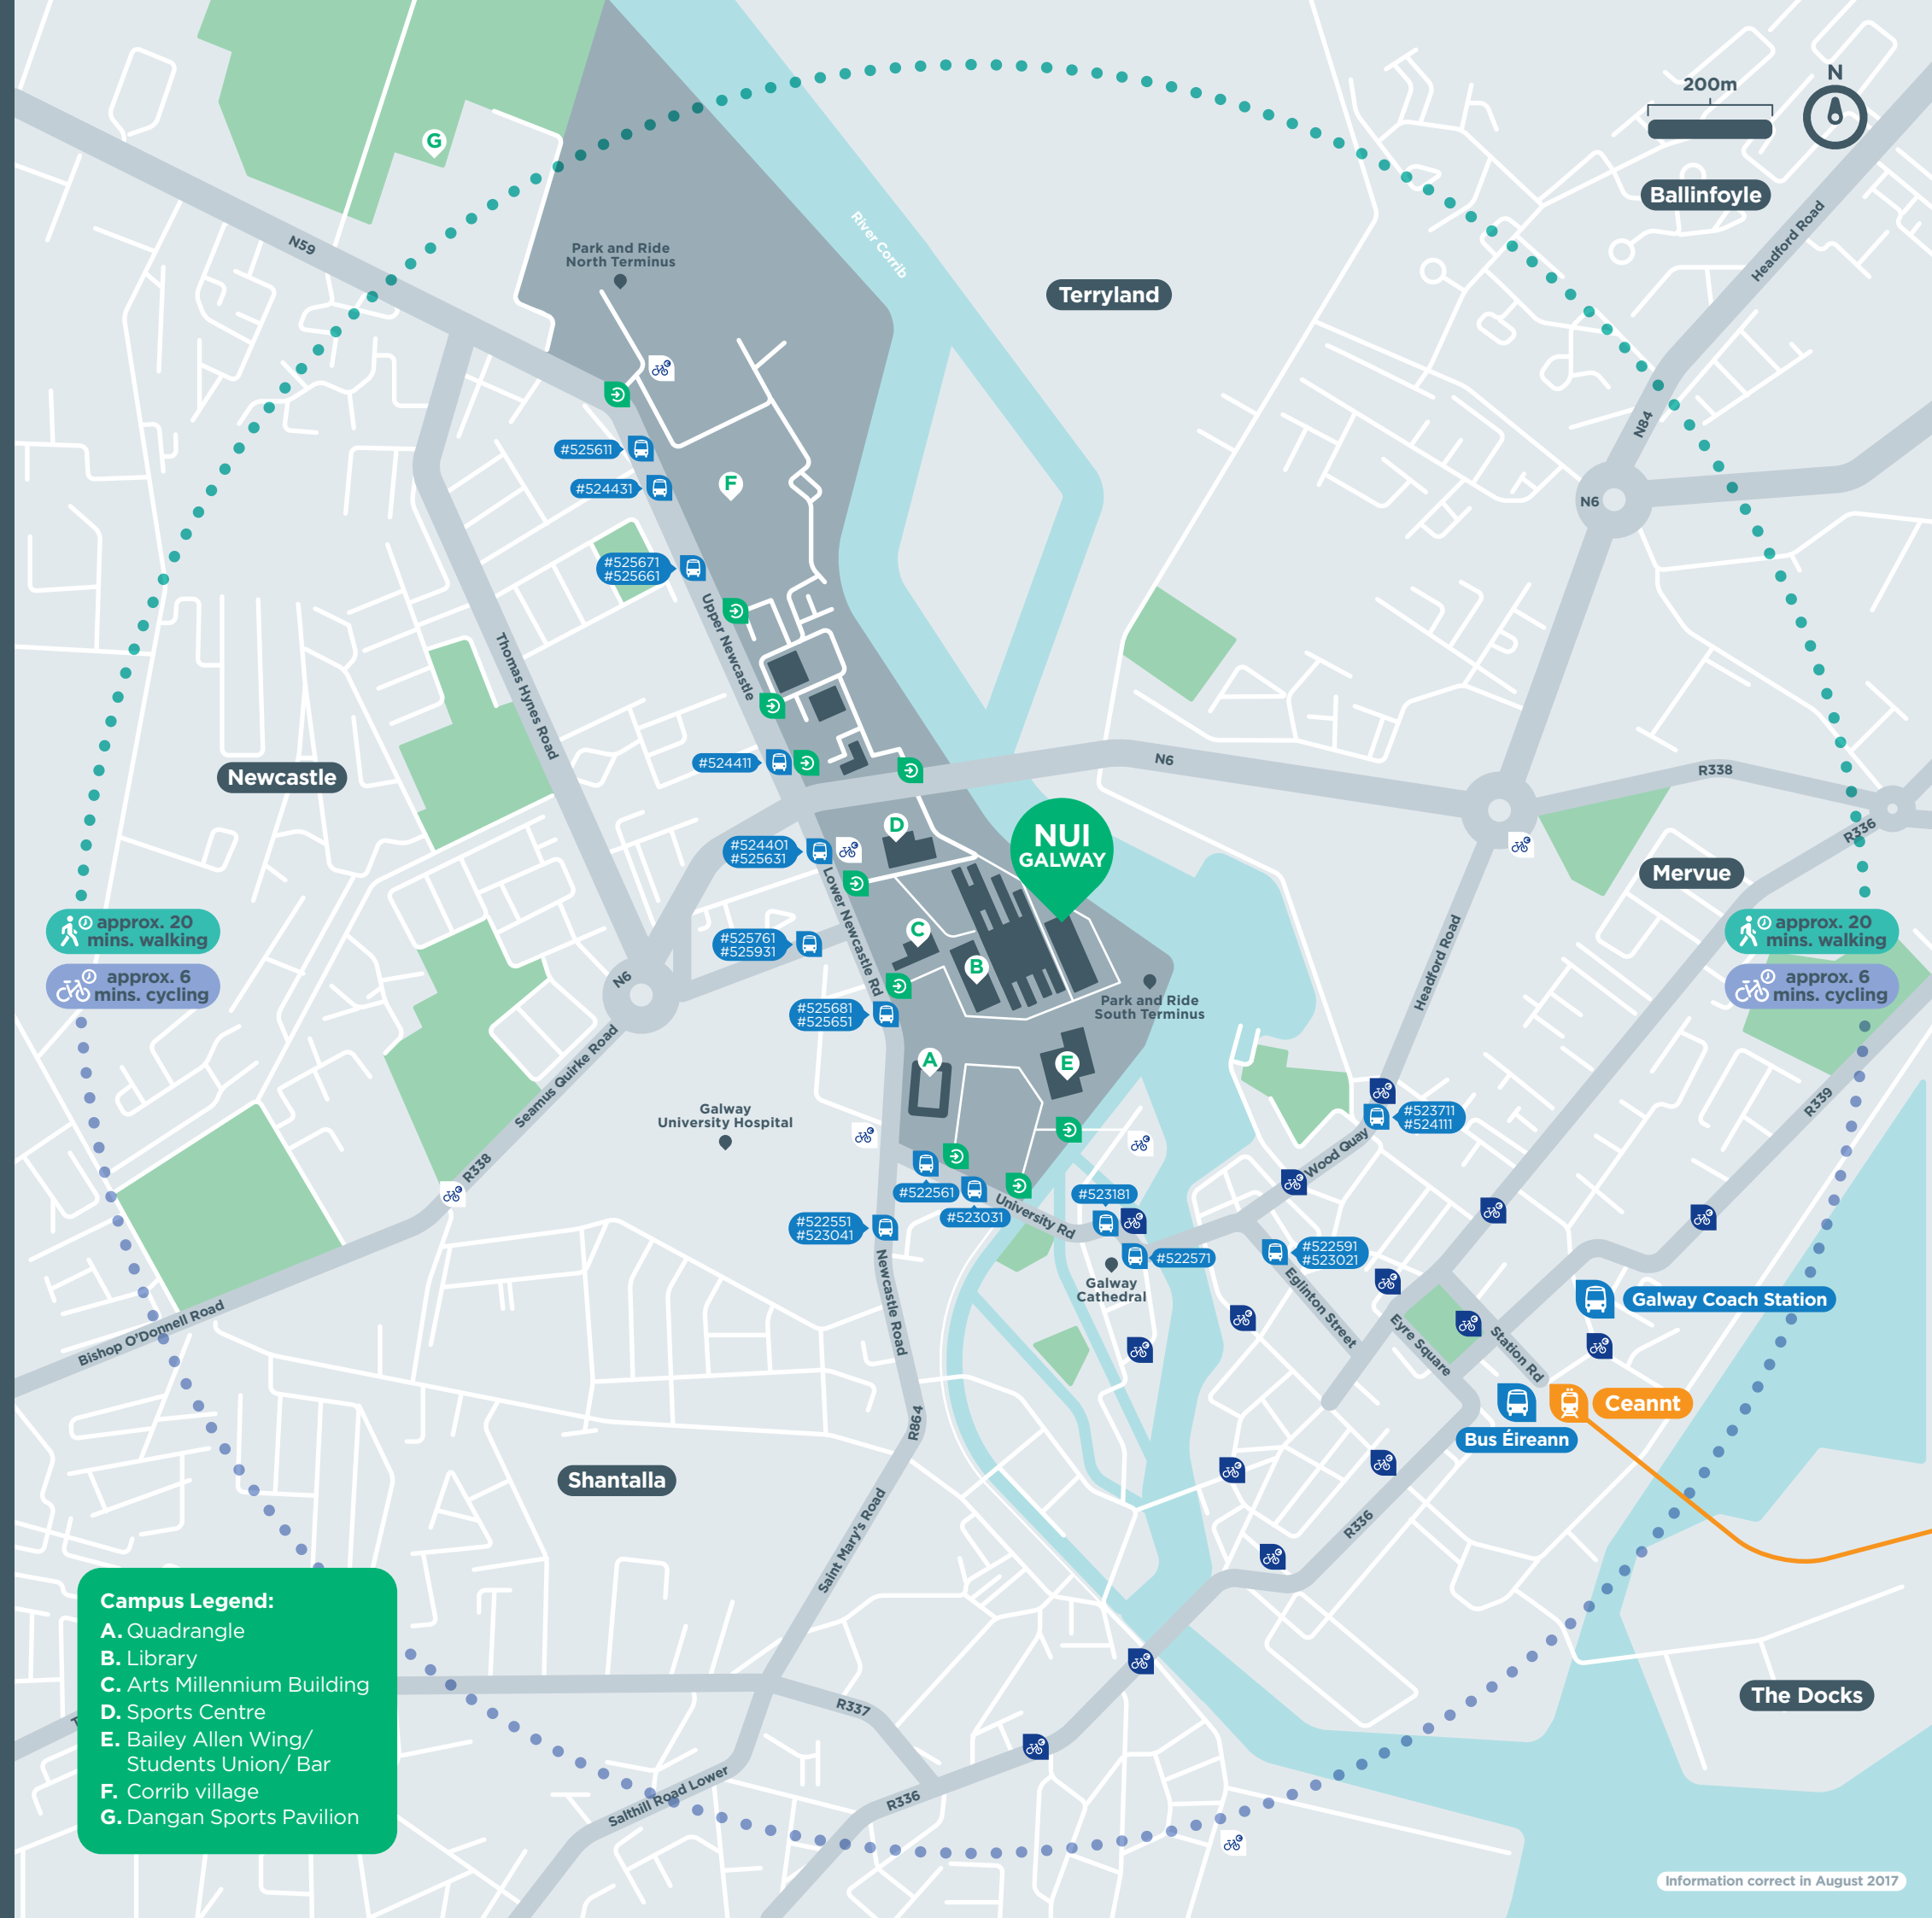 200m
N
Ballinfoyle
Headford Road
G
N59
River Corrib
Park and Ride
North Terminus
Terryland
N84
N6
#525611
#524431
F
#525671
#525661
Upper Newcastle
Thomas Hynes Road
#524411
N6
R338
Newcastle
R336
D
NUI
GALWAY
#524401
#525631
Mervue
Lower Newcastle Rd
approx. 20
mins. walking
approx. 6
mins. cycling
C
#525761
#525931
B
N6
Headford Road
approx. 20
mins. walking
approx. 6
mins. cycling
Park and Ride
South Terminus
#525681
#525651
Seamus Quirke Road
A
E
R339
Galway
University Hospital
#523711
#524111
Wood Quay
R338
#522561
#523031
University Rd
#523181
#522551
#523041
#522571
#522591
#523021
Galway
Cathedral
Newcastle Road
Eglinton Street
Eyre Square
Station Rd
Galway Coach Station
Bishop O'Donnell Road
Ceannt
Bus Éireann
R864
Shantalla
Saint Mary's Road
R336
Campus Legend:
A. Quadrangle
B. Library
C. Arts Millennium Building
D. Sports Centre
E. Bailey Allen Wing/
Students Union/ Bar
F. Corrib village
G. Dangan Sports Pavilion
R337
The Docks
Salthill Road Lower
R336
Information correct in August 2017